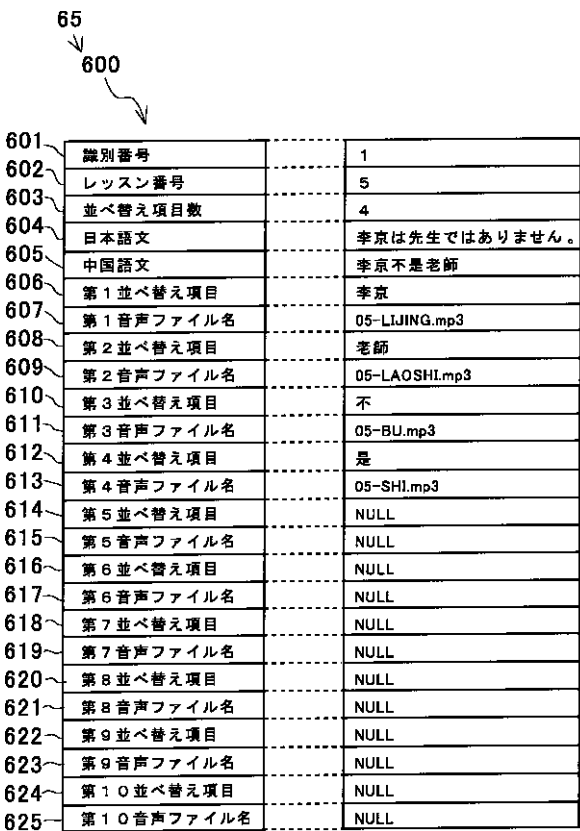 65
600
601 識別番号 1
602 レッスン番号 5
603 並べ替え項目数 4
604 日本語文 李京は先生ではありません。
605 中国語文 李京不是老師
606 第1並べ替え項目 李京
607 第1音声ファイル名 05-LIJING.mp3
608 第2並べ替え項目 老師
609 第2音声ファイル名 05-LAOSHI.mp3
610 第3並べ替え項目 不
611 第3音声ファイル名 05-BU.mp3
612 第4並べ替え項目 是
613 第4音声ファイル名 05-SHI.mp3
614 第5並べ替え項目 NULL
615 第5音声ファイル名 NULL
616 第6並べ替え項目 NULL
617 第6音声ファイル名 NULL
618 第7並べ替え項目 NULL
619 第7音声ファイル名 NULL
620 第8並べ替え項目 NULL
621 第8音声ファイル名 NULL
622 第9並べ替え項目 NULL
623 第9音声ファイル名 NULL
624 第10並べ替え項目 NULL
625 第10音声ファイル名 NULL